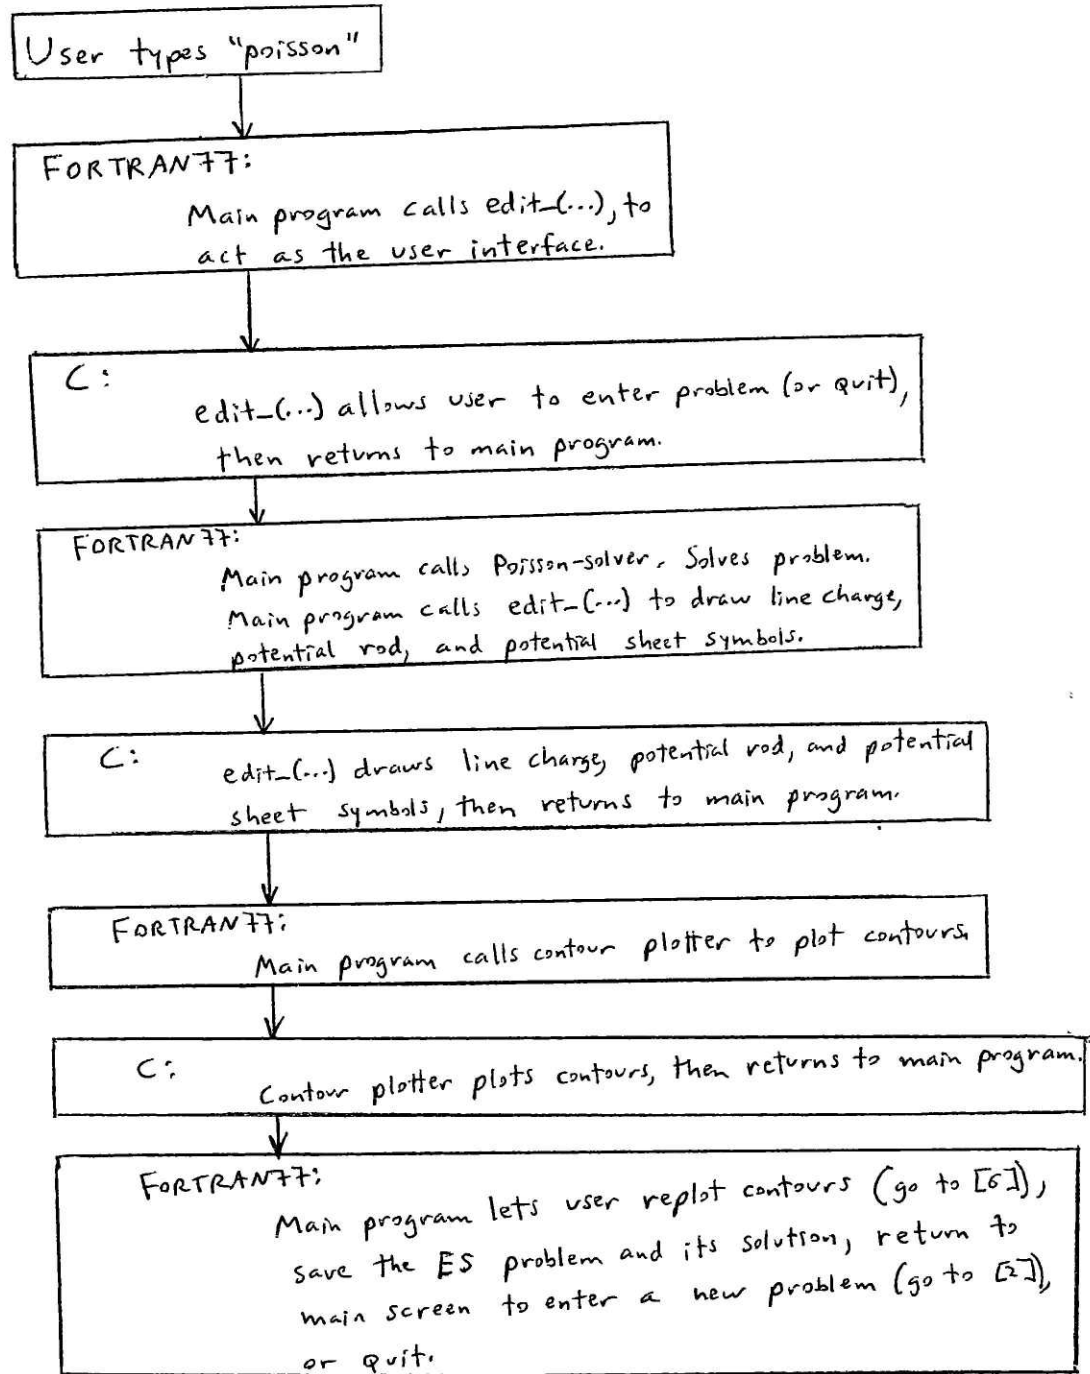 User types "poisson"
FORTRAN77:
Main program calls edit_(...), to
act as the user interface.
C:
edit_(...) allows user to enter problem (or quit),
then returns to main program.
FORTRAN77:
Main program calls Poisson-solver. Solves problem.
Main program calls edit_(...) to draw line charge,
potential rod, and potential sheet symbols.
C:
edit_(...) draws line charge, potential rod, and potential
sheet symbols, then returns to main program.
FORTRAN77:
Main program calls contour plotter to plot contours.
C:
Contour plotter plots contours, then returns to main program.
FORTRAN77:
Main program lets user replot contours (go to [6]),
save the ES problem and its solution, return to
main screen to enter a new problem (go to [2]),
or quit.